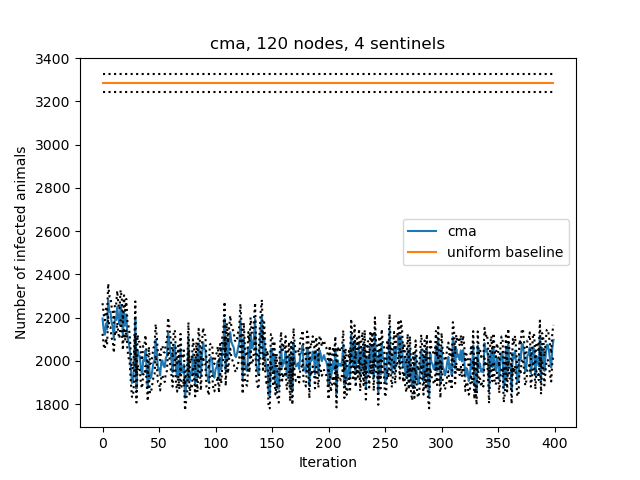 cma, 120 nodes, 4 sentinels
3400
3200
3000
2800
2600
2400
2200
2000
1800
Number of infected animals
cma
uniform baseline
0 50 100 150 200 250 300 350 400
Iteration